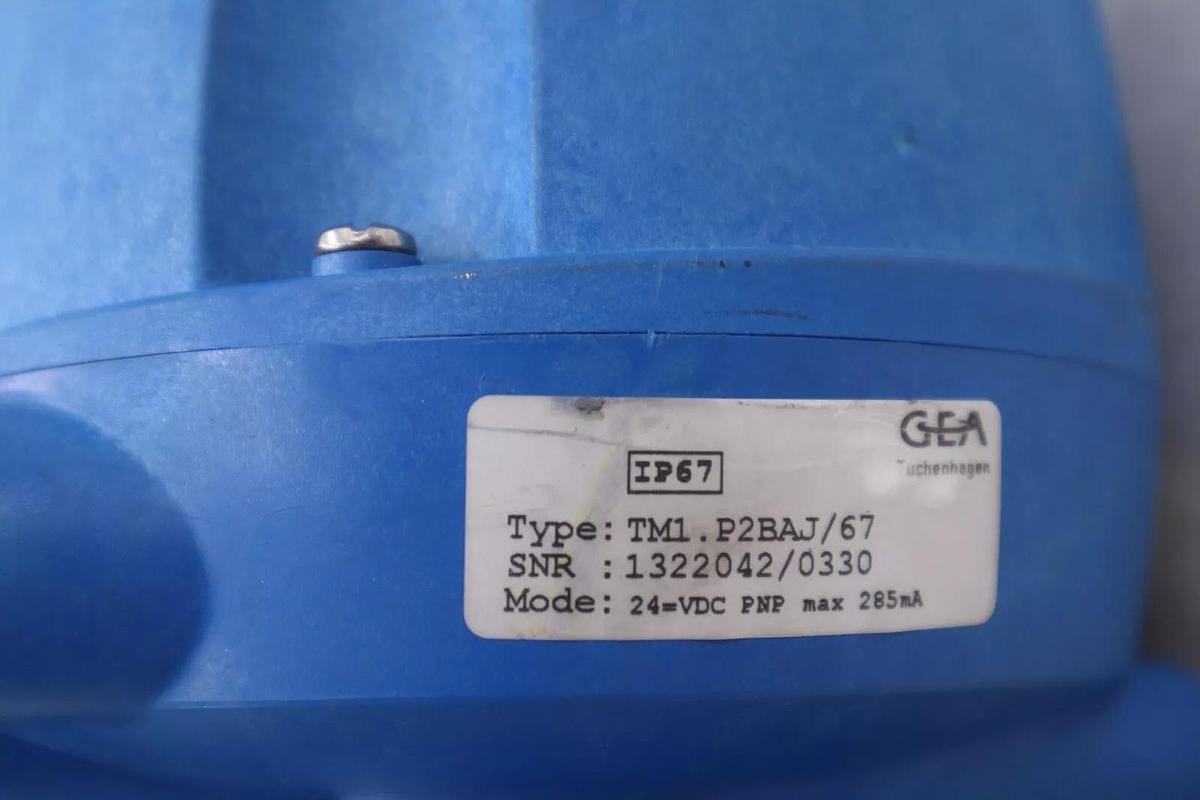 GEA
Tuchenhagen
IP67
Type: TM1.P2BAJ/67
SNR : 1322042/0330
Mode: 24=VDC PNP max 285mA